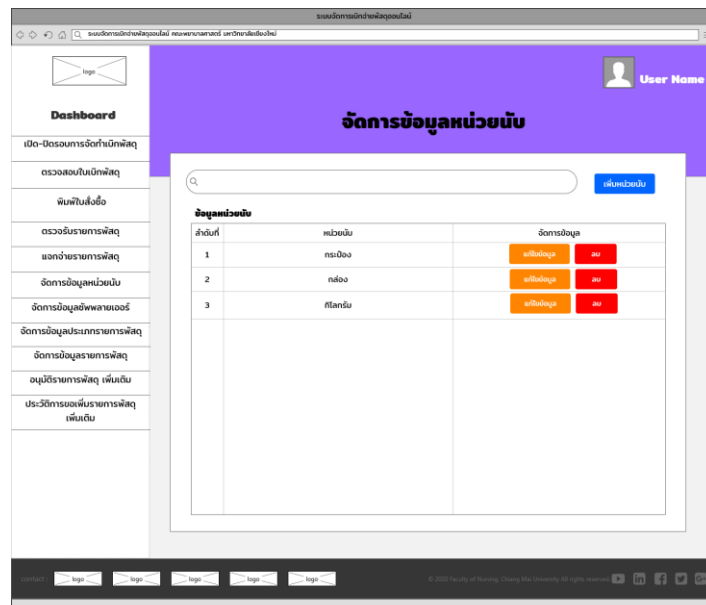 ระบบจัดการเบิกจ่ายพัสดุออนไลน์
ระบบจัดการเบิกจ่ายพัสดุออนไลน์ คณะพยาบาลศาสตร์ มหาวิทยาลัยเชียงใหม่
logo
User Name
Dashboard
จัดการข้อมูลหน่วยนับ
เปิด-ปิดรอบการจัดทำเบิกพัสดุ
ตรวจสอบใบเบิกพัสดุ
พิมพ์ใบสั่งซื้อ
ตรวจรับรายการพัสดุ
แจกจ่ายรายการพัสดุ
จัดการข้อมูลหน่วยนับ
จัดการข้อมูลซัพพลายเออร์
จัดการข้อมูลประเภทรายการพัสดุ
จัดการข้อมูลรายการพัสดุ
อนุมัติรายการพัสดุ เพิ่มเติม
ประวัติการขอเพิ่มรายการพัสดุ
เพิ่มเติม
เพิ่มหน่วยนับ
ข้อมูลหน่วยนับ
ลำดับที่ หน่วยนับ จัดการข้อมูล
1 กระป๋อง แก้ไขข้อมูล ลบ
2 กล่อง แก้ไขข้อมูล ลบ
3 กิโลกรัม แก้ไขข้อมูล ลบ
contact : logo logo logo logo logo © 2020 Faculty of Nursing, Chiang Mai University All rights reserved.